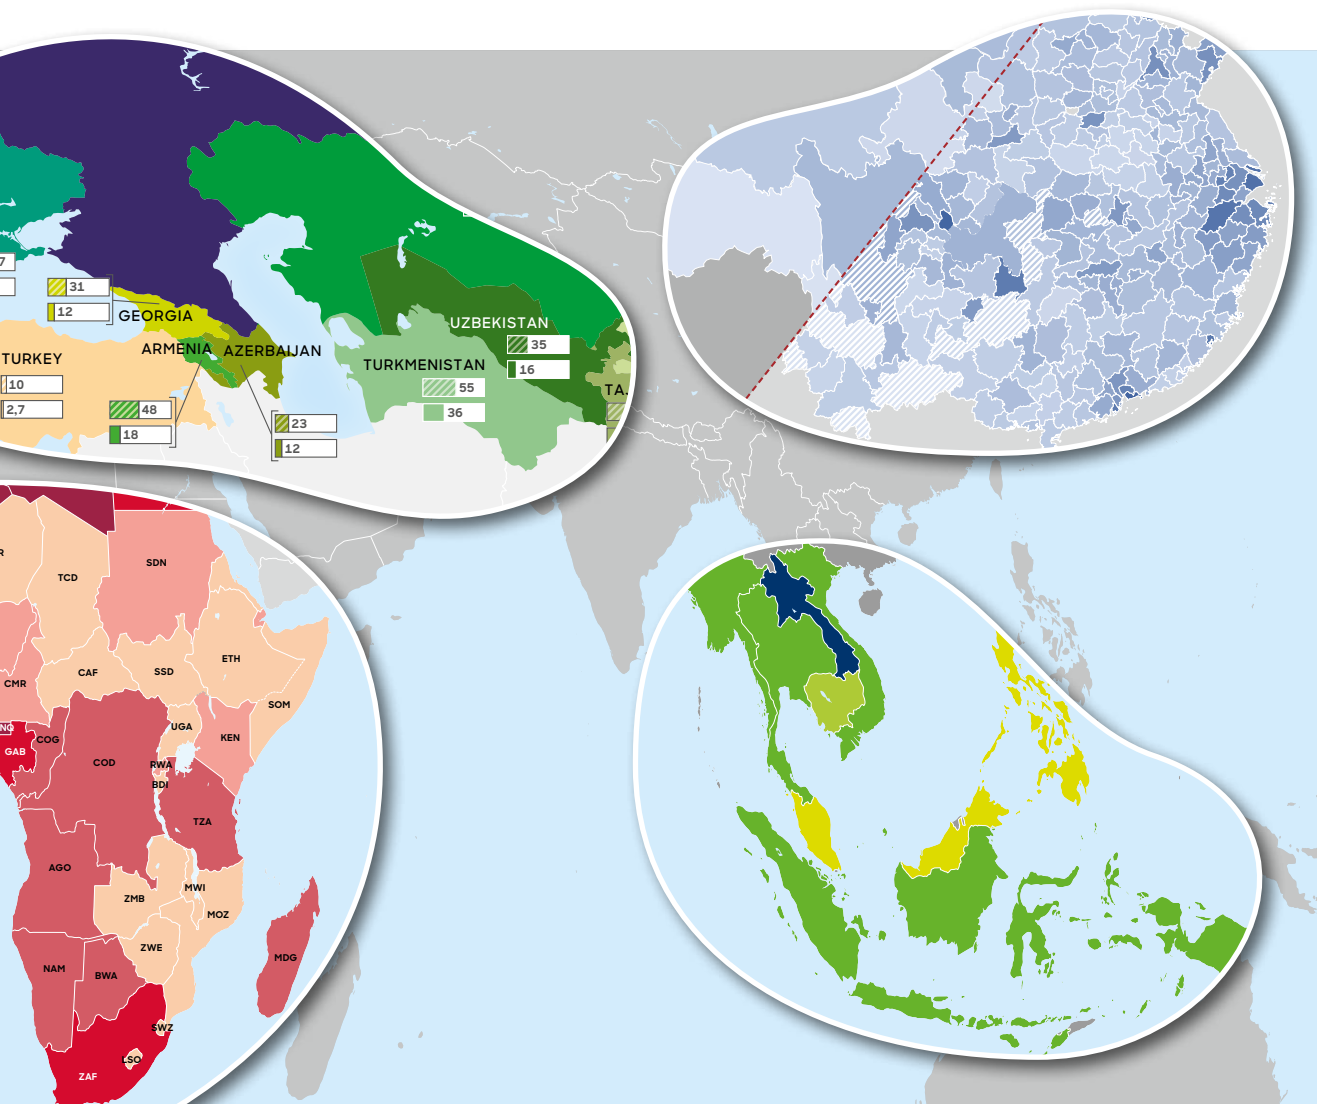 7
31
12
GEORGIA
UZBEKISTAN
35
16
ARMENIA
AZERBAIJAN
TURKEY
TURKMENISTAN
10
2,7
55
36
TA
48
18
23
12
R
TCD
SDN
CMR
CAF
SSD
ETH
SOM
NQ
GAB
COG
UGA
KEN
COD
RWA
BDI
TZA
AGO
ZMB
MWI
MOZ
ZWE
NAM
BWA
MDG
SWZ
LSO
ZAF